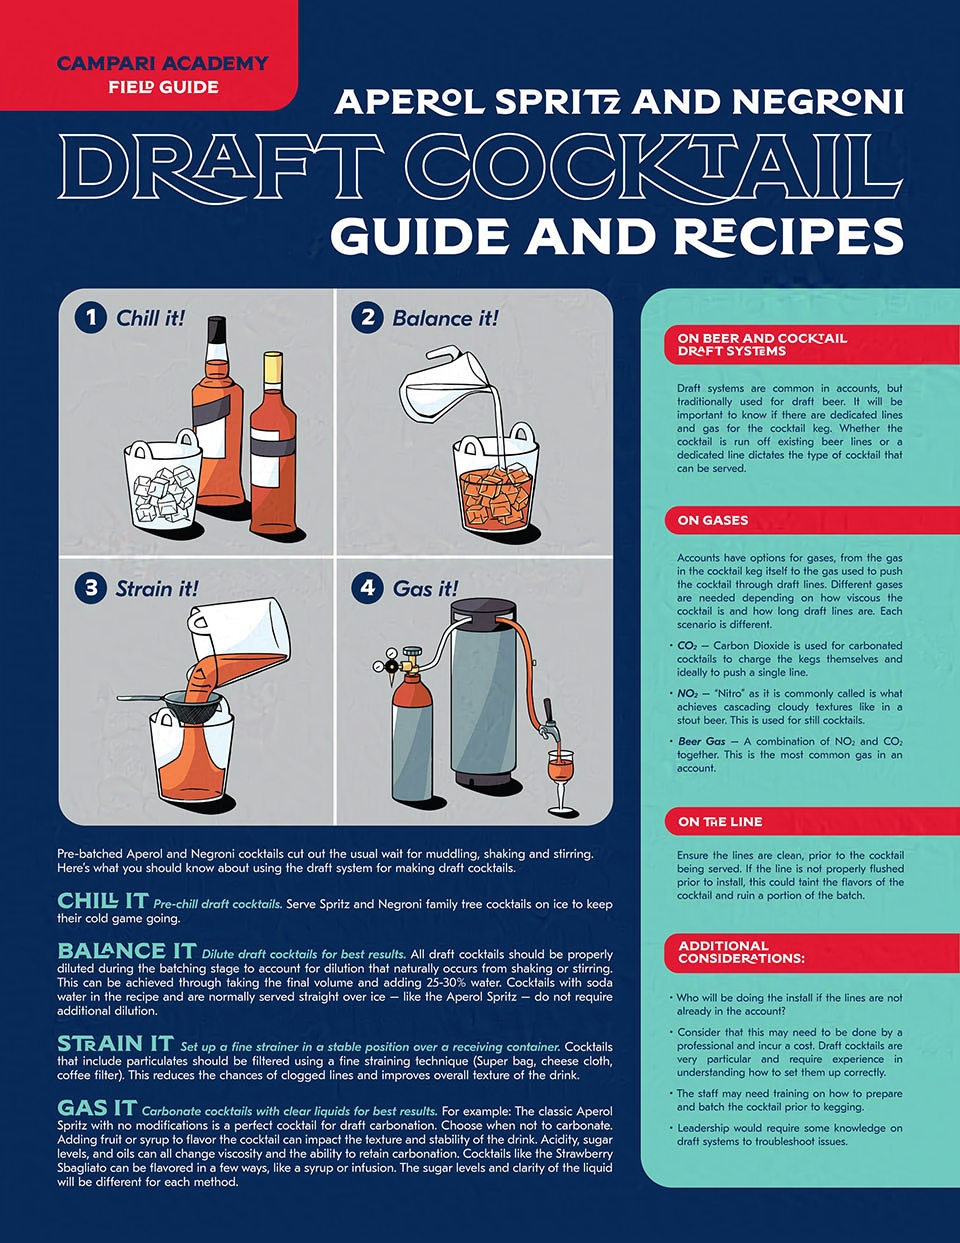 CAMPARI ACADEMY
FIELD GUIDE
APEROL SPRITZ AND NEGRONI
DRAFT COCKTAIL
GUIDE AND RECIPES
1 Chill it!
2 Balance it!
3 Strain it!
4 Gas it!
Pre-batched Aperol and Negroni cocktails cut out the usual wait for muddling, shaking and stirring.
Here's what you should know about using the draft system for making draft cocktails.
CHILL IT Pre-chill draft cocktails. Serve Spritz and Negroni family tree cocktails on ice to keep
their cold game going.
BALANCE IT Dilute draft cocktails for best results. All draft cocktails should be properly
diluted during the batching stage to account for dilution that naturally occurs from shaking or stirring.
This can be achieved through taking the final volume and adding 25-30% water. Cocktails with soda
water in the recipe and are normally served straight over ice – like the Aperol Spritz – do not require
additional dilution.
STRAIN IT Set up a fine strainer in a stable position over a receiving container. Cocktails
that include particulates should be filtered using a fine straining technique (Super bag, cheese cloth,
coffee filter). This reduces the chances of clogged lines and improves overall texture of the drink.
GAS IT Carbonate cocktails with clear liquids for best results. For example: The classic Aperol
Spritz with no modifications is a perfect cocktail for draft carbonation. Choose when not to carbonate.
Adding fruit or syrup to flavor the cocktail can impact the texture and stability of the drink. Acidity, sugar
levels, and oils can all change viscosity and the ability to retain carbonation. Cocktails like the Strawberry
Sbagliato can be flavored in a few ways, like a syrup or infusion. The sugar levels and clarity of the liquid
will be different for each method.
ON BEER AND COCKTAIL
DRAFT SYSTEMS
Draft systems are common in accounts, but
traditionally used for draft beer. It will be
important to know if there are dedicated lines
and gas for the cocktail keg. Whether the
cocktail is run off existing beer lines or a
dedicated line dictates the type of cocktail that
can be served.
ON GASES
Accounts have options for gases, from the gas
in the cocktail keg itself to the gas used to push
the cocktail through draft lines. Different gases
are needed depending on how viscous the
cocktail is and how long draft lines are. Each
scenario is different.
• CO₂ – Carbon Dioxide is used for carbonated
cocktails to charge the kegs themselves and
ideally to push a single line.
• NO₂ – "Nitro" as it is commonly called is what
achieves cascading cloudy textures like in a
stout beer. This is used for still cocktails.
• Beer Gas – A combination of NO₂ and CO₂
together. This is the most common gas in an
account.
ON THE LINE
Ensure the lines are clean, prior to the cocktail
being served. If the line is not properly flushed
prior to install, this could taint the flavors of the
cocktail and ruin a portion of the batch.
ADDITIONAL
CONSIDERATIONS:
• Who will be doing the install if the lines are not
already in the account?
• Consider that this may need to be done by a
professional and incur a cost. Draft cocktails are
very particular and require experience in
understanding how to set them up correctly.
• The staff may need training on how to prepare
and batch the cocktail prior to kegging.
• Leadership would require some knowledge on
draft systems to troubleshoot issues.